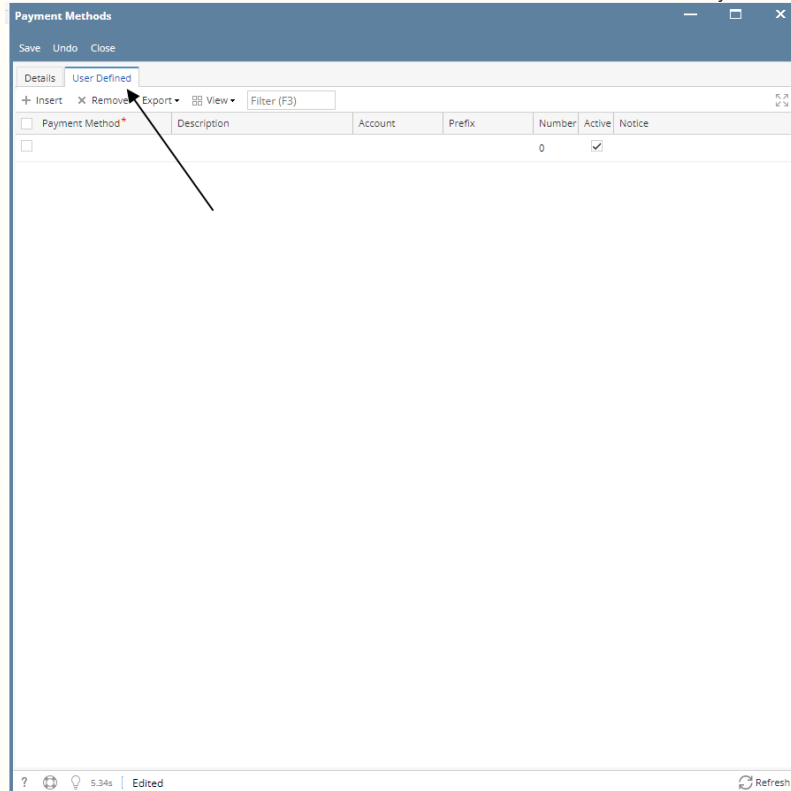 Payment Methods
Save Undo Close
Details User Defined
Insert Remove Export View Filter (F3)
Payment Method* Description Account Prefix Number Active Notice
0
? 5.34s Edited Refresh